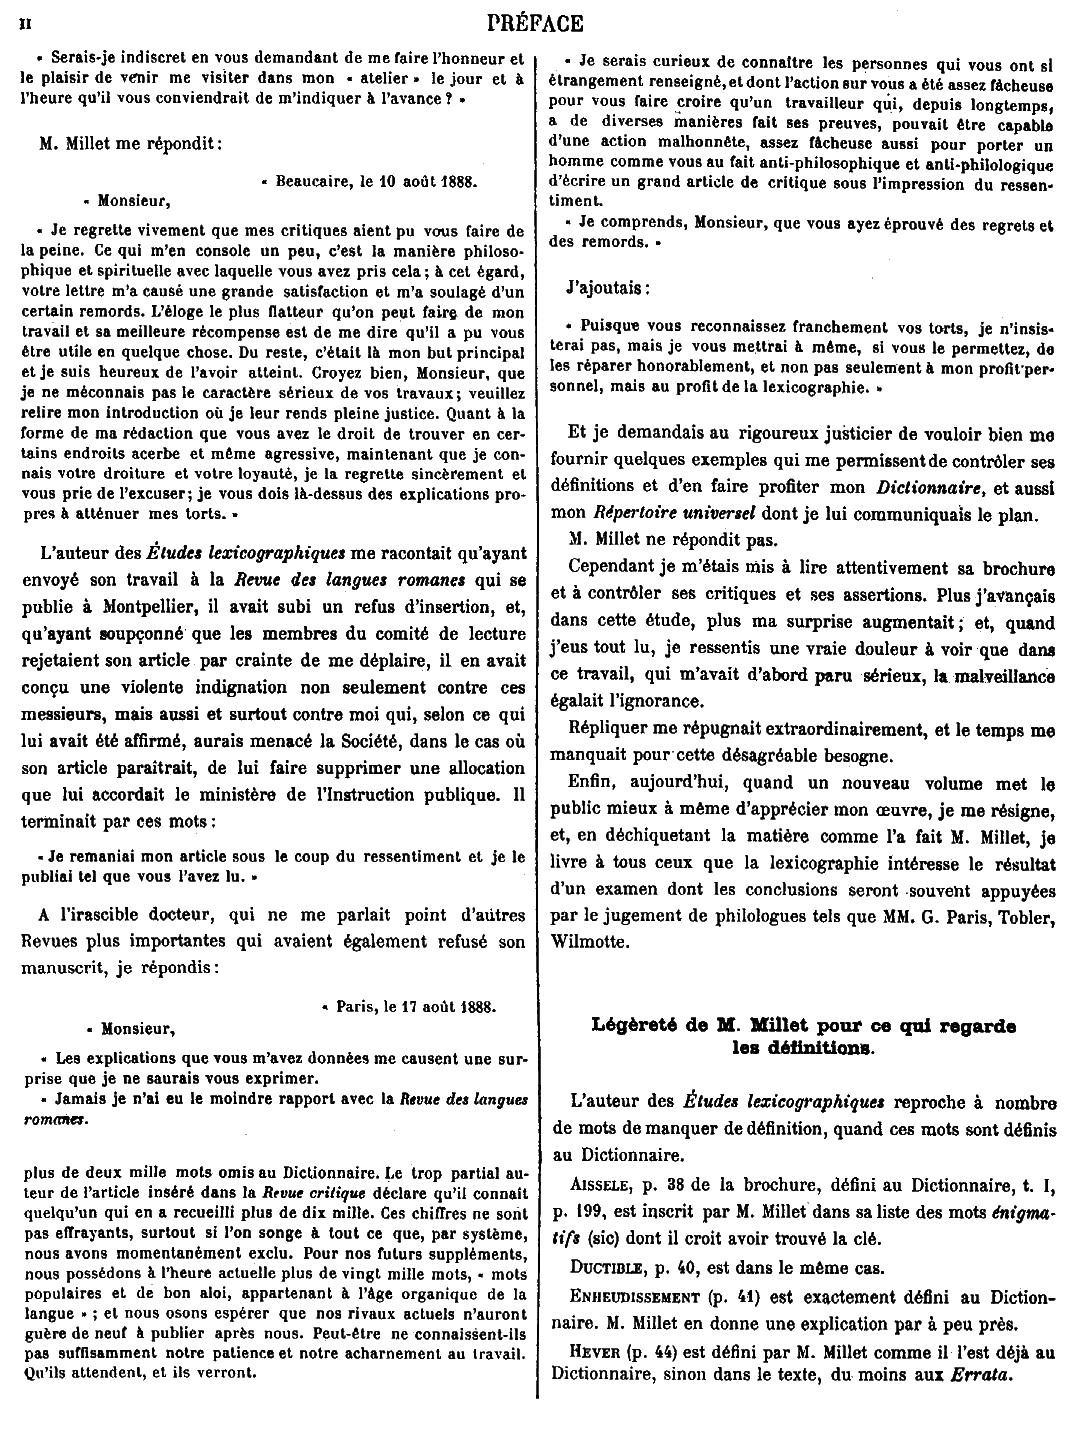 II
PRÉFACE
« Serais-je indiscret en vous demandant de me faire l'honneur et
le plaisir de venir me visiter dans mon « atelier » le jour et à
l'heure qu'il vous conviendrait de m'indiquer à l'avance ? »
M. Millet me répondit :
« Beaucaire, le 10 août 1888.
« Monsieur,
« Je regrette vivement que mes critiques aient pu vous faire de
la peine. Ce qui m'en console un peu, c'est la manière philoso-
phique et spirituelle avec laquelle vous avez pris cela ; à cet égard,
votre lettre m'a causé une grande satisfaction et m'a soulagé d'un
certain remords. L'éloge le plus flatteur qu'on peut faire de mon
travail et sa meilleure récompense est de me dire qu'il a pu vous
être utile en quelque chose. Du reste, c'était là mon but principal
et je suis heureux de l'avoir atteint. Croyez bien, Monsieur, que
je ne méconnais pas le caractère sérieux de vos travaux ; veuillez
relire mon introduction où je leur rends pleine justice. Quant à la
forme de ma rédaction que vous avez le droit de trouver en cer-
tains endroits acerbe et même agressive, maintenant que je con-
nais votre droiture et votre loyauté, je la regrette sincèrement et
vous prie de l'excuser ; je vous dois là-dessus des explications pro-
pres à atténuer mes torts. »
L'auteur des Études lexicographiques me racontait qu'ayant
envoyé son travail à la Revue des langues romanes qui se
publie à Montpellier, il avait subi un refus d'insertion, et,
qu'ayant soupçonné que les membres du comité de lecture
rejetaient son article par crainte de me déplaire, il en avait
conçu une violente indignation non seulement contre ces
messieurs, mais aussi et surtout contre moi qui, selon ce qui
lui avait été affirmé, aurais menacé la Société, dans le cas où
son article paraîtrait, de lui faire supprimer une allocation
que lui accordait le ministère de l'Instruction publique. Il
terminait par ces mots :
« Je remaniai mon article sous le coup du ressentiment et je le
publiai tel que vous l'avez lu. »
A l'irascible docteur, qui ne me parlait point d'autres
Revues plus importantes qui avaient également refusé son
manuscrit, je répondis :
« Paris, le 17 août 1888.
« Monsieur,
« Les explications que vous m'avez données me causent une sur-
prise que je ne saurais vous exprimer.
« Jamais je n'ai eu le moindre rapport avec la Revue des langues
romanes.
plus de deux mille mots omis au Dictionnaire. Le trop partial au-
teur de l'article inséré dans la Revue critique déclare qu'il connait
quelqu'un qui en a recueilli plus de dix mille. Ces chiffres ne sont
pas effrayants, surtout si l'on songe à tout ce que, par système,
nous avons momentanément exclu. Pour nos futurs suppléments,
nous possédons à l'heure actuelle plus de vingt mille mots, « mots
populaires et de bon aloi, appartenant à l'âge organique de la
langue » ; et nous osons espérer que nos rivaux actuels n'auront
guère de neuf à publier après nous. Peut-être ne connaissent-ils
pas suffisamment notre patience et notre acharnement au travail.
Qu'ils attendent, et ils verront.
« Je serais curieux de connaître les personnes qui vous ont si
étrangement renseigné, et dont l'action sur vous a été assez fâcheuse
pour vous faire croire qu'un travailleur qui, depuis longtemps,
a de diverses manières fait ses preuves, pouvait être capable
d'une action malhonnête, assez fâcheuse aussi pour porter un
homme comme vous au fait anti-philosophique et anti-philologique
d'écrire un grand article de critique sous l'impression du ressen-
timent.
« Je comprends, Monsieur, que vous ayez éprouvé des regrets et
des remords. »
J'ajoutais :
« Puisque vous reconnaissez franchement vos torts, je n'insis-
terai pas, mais je vous mettrai à même, si vous le permettez, de
les réparer honorablement, et non pas seulement à mon profit per-
sonnel, mais au profit de la lexicographie. »
Et je demandais au rigoureux justicier de vouloir bien me
fournir quelques exemples qui me permissent de contrôler ses
définitions et d'en faire profiter mon Dictionnaire, et aussi
mon Répertoire universel dont je lui communiquais le plan.
M. Millet ne répondit pas.
Cependant je m'étais mis à lire attentivement sa brochure
et à contrôler ses critiques et ses assertions. Plus j'avançais
dans cette étude, plus ma surprise augmentait ; et, quand
j'eus tout lu, je ressentis une vraie douleur à voir que dans
ce travail, qui m'avait d'abord paru sérieux, la malveillance
égalait l'ignorance.
Répliquer me répugnait extraordinairement, et le temps me
manquait pour cette désagréable besogne.
Enfin, aujourd'hui, quand un nouveau volume met le
public mieux à même d'apprécier mon œuvre, je me résigne,
et, en déchiquetant la matière comme l'a fait M. Millet, je
livre à tous ceux que la lexicographie intéresse le résultat
d'un examen dont les conclusions seront souvent appuyées
par le jugement de philologues tels que MM. G. Paris, Tobler,
Wilmotte.
Légèreté de M. Millet pour ce qui regarde
les définitions.
L'auteur des Études lexicographiques reproche à nombre
de mots de manquer de définition, quand ces mots sont définis
au Dictionnaire.
AISSELE, p. 38 de la brochure, défini au Dictionnaire, t. I,
p. 199, est inscrit par M. Millet dans sa liste des mots énigma-
tifs (sic) dont il croit avoir trouvé la clé.
DUCTIBLE, p. 40, est dans le même cas.
ENHEUDISSEMENT (p. 41) est exactement défini au Diction-
naire. M. Millet en donne une explication par à peu près.
HEVER (p. 44) est défini par M. Millet comme il l'est déjà au
Dictionnaire, sinon dans le texte, du moins aux Errata.